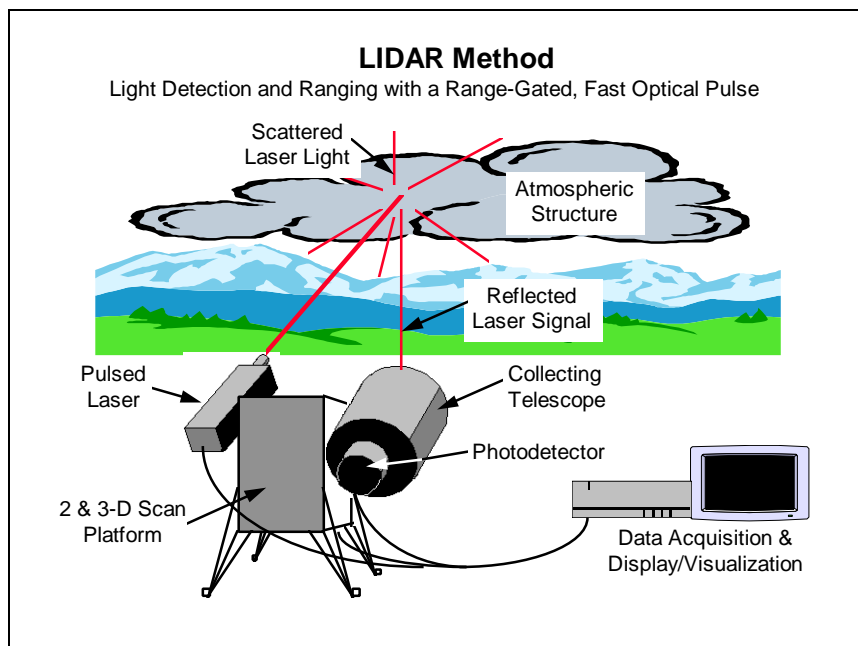 LIDAR Method
Light Detection and Ranging with a Range-Gated, Fast Optical Pulse
Scattered
Laser Light
Atmospheric
Structure
Reflected
Laser Signal
Pulsed
Laser
Collecting
Telescope
Photodetector
2 & 3-D Scan
Platform
Data Acquisition &
Display/Visualization